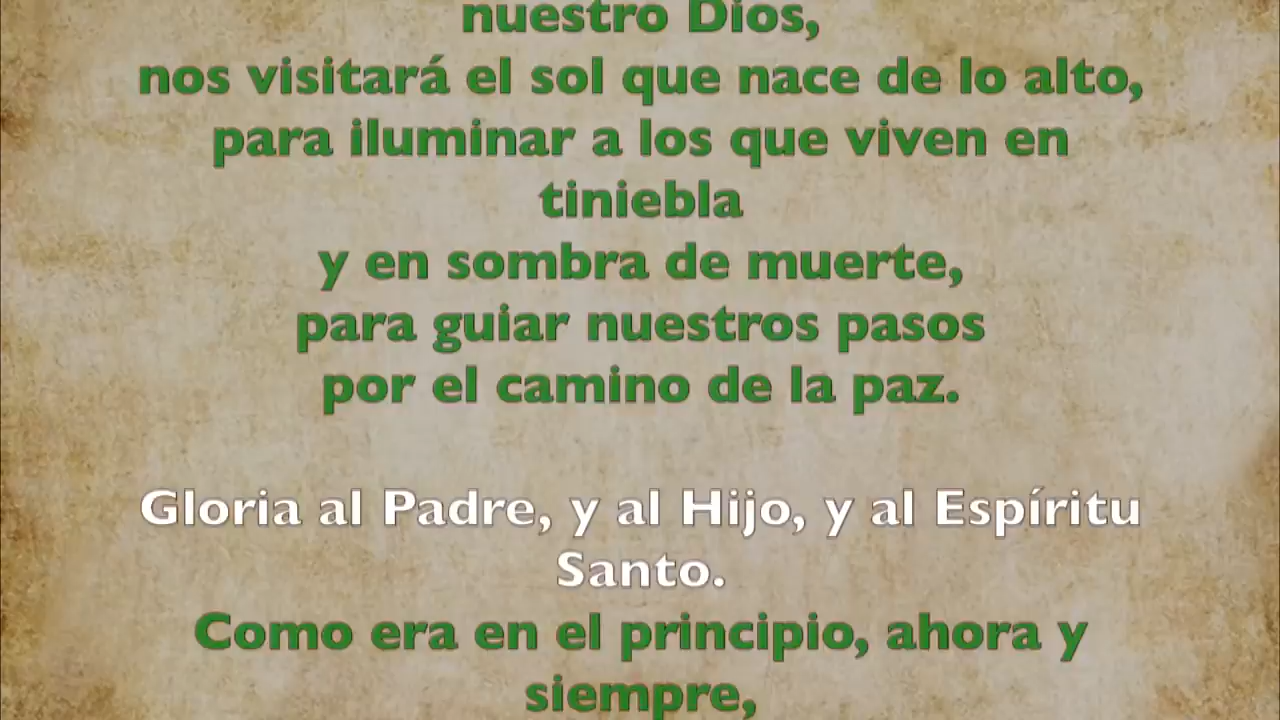 nuestro Dios,
nos visitará el sol que nace de lo alto,
para iluminar a los que viven en
tiniebla
y en sombra de muerte,
para guiar nuestros pasos
por el camino de la paz.
Gloria al Padre, y al Hijo, y al Espíritu
Santo.
Como era en el principio, ahora y
siempre,